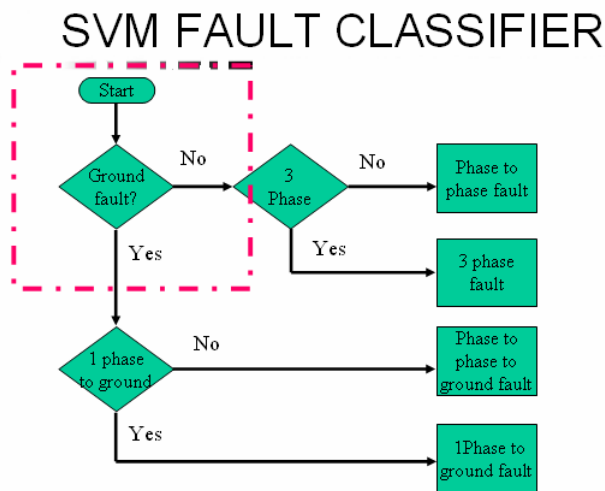 SVM FAULT CLASSIFIER
Start
Ground
fault?
No
3
Phase
No
Phase to
phase fault
Yes
Yes
3 phase
fault
1 phase
to ground
No
Phase to
phase to
ground fault
Yes
1Phase to
ground fault